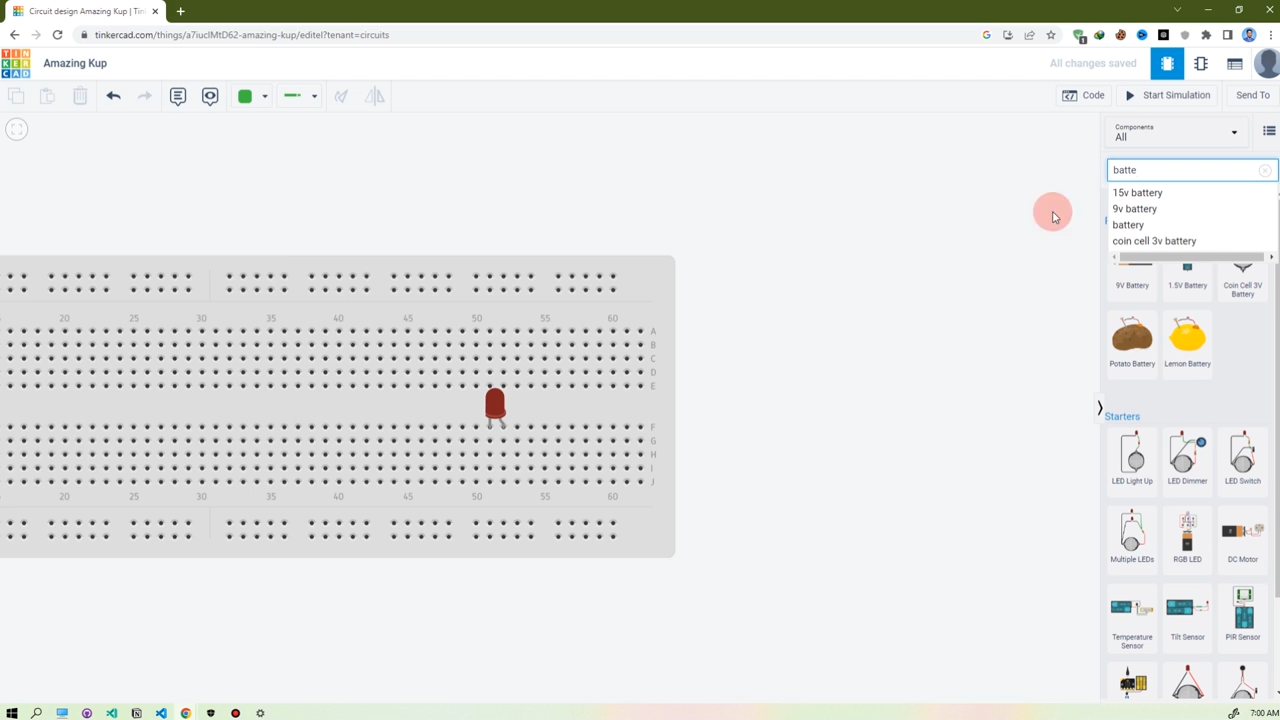 Circuit design Amazing Kup | Tin
tinkercad.com/things/a7iucIMtD62-amazing-kup/editel?tenant=circuits
1
TIN
KER
CAD
Amazing Kup
All changes saved
Code
Start Simulation
Send To
Components
All
batte
15v battery
9v battery
battery
coin cell 3v battery
9V Battery
1.5V Battery
Coin Cell 3V
Battery
Potato Battery
Lemon Battery
Starters
LED Light Up
LED Dimmer
LED Switch
Multiple LEDs
RGB LED
DC Motor
Temperature
Sensor
Tilt Sensor
PIR Sensor
20 25 30 35 40 45 50 55 60
A
B
C
D
E
F
G
H
I
J
20 25 30 35 40 45 50 55 60
7:00 AM